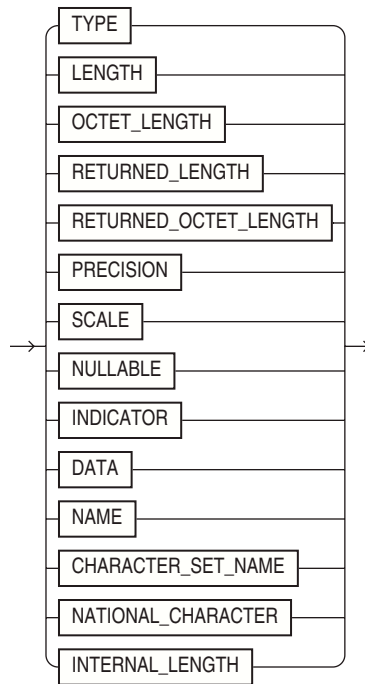 TYPE
LENGTH
OCTET_LENGTH
RETURNED_LENGTH
RETURNED_OCTET_LENGTH
PRECISION
SCALE
NULLABLE
INDICATOR
DATA
NAME
CHARACTER_SET_NAME
NATIONAL_CHARACTER
INTERNAL_LENGTH